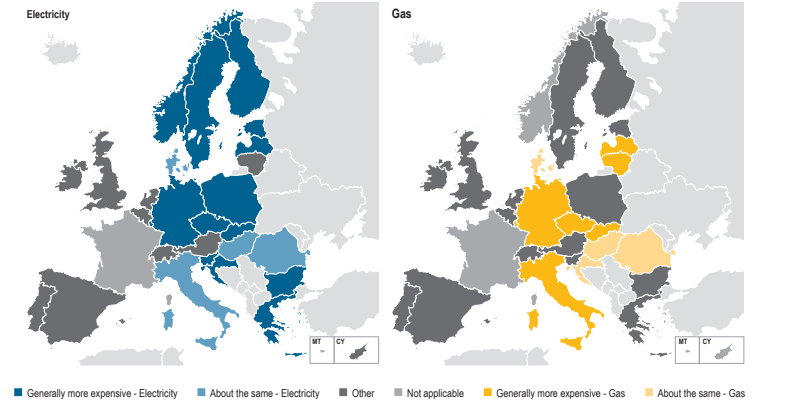 Electricity
Gas
MT CY
MT CY
Generally more expensive - Electricity About the same - Electricity Other Not applicable Generally more expensive - Gas About the same - Gas